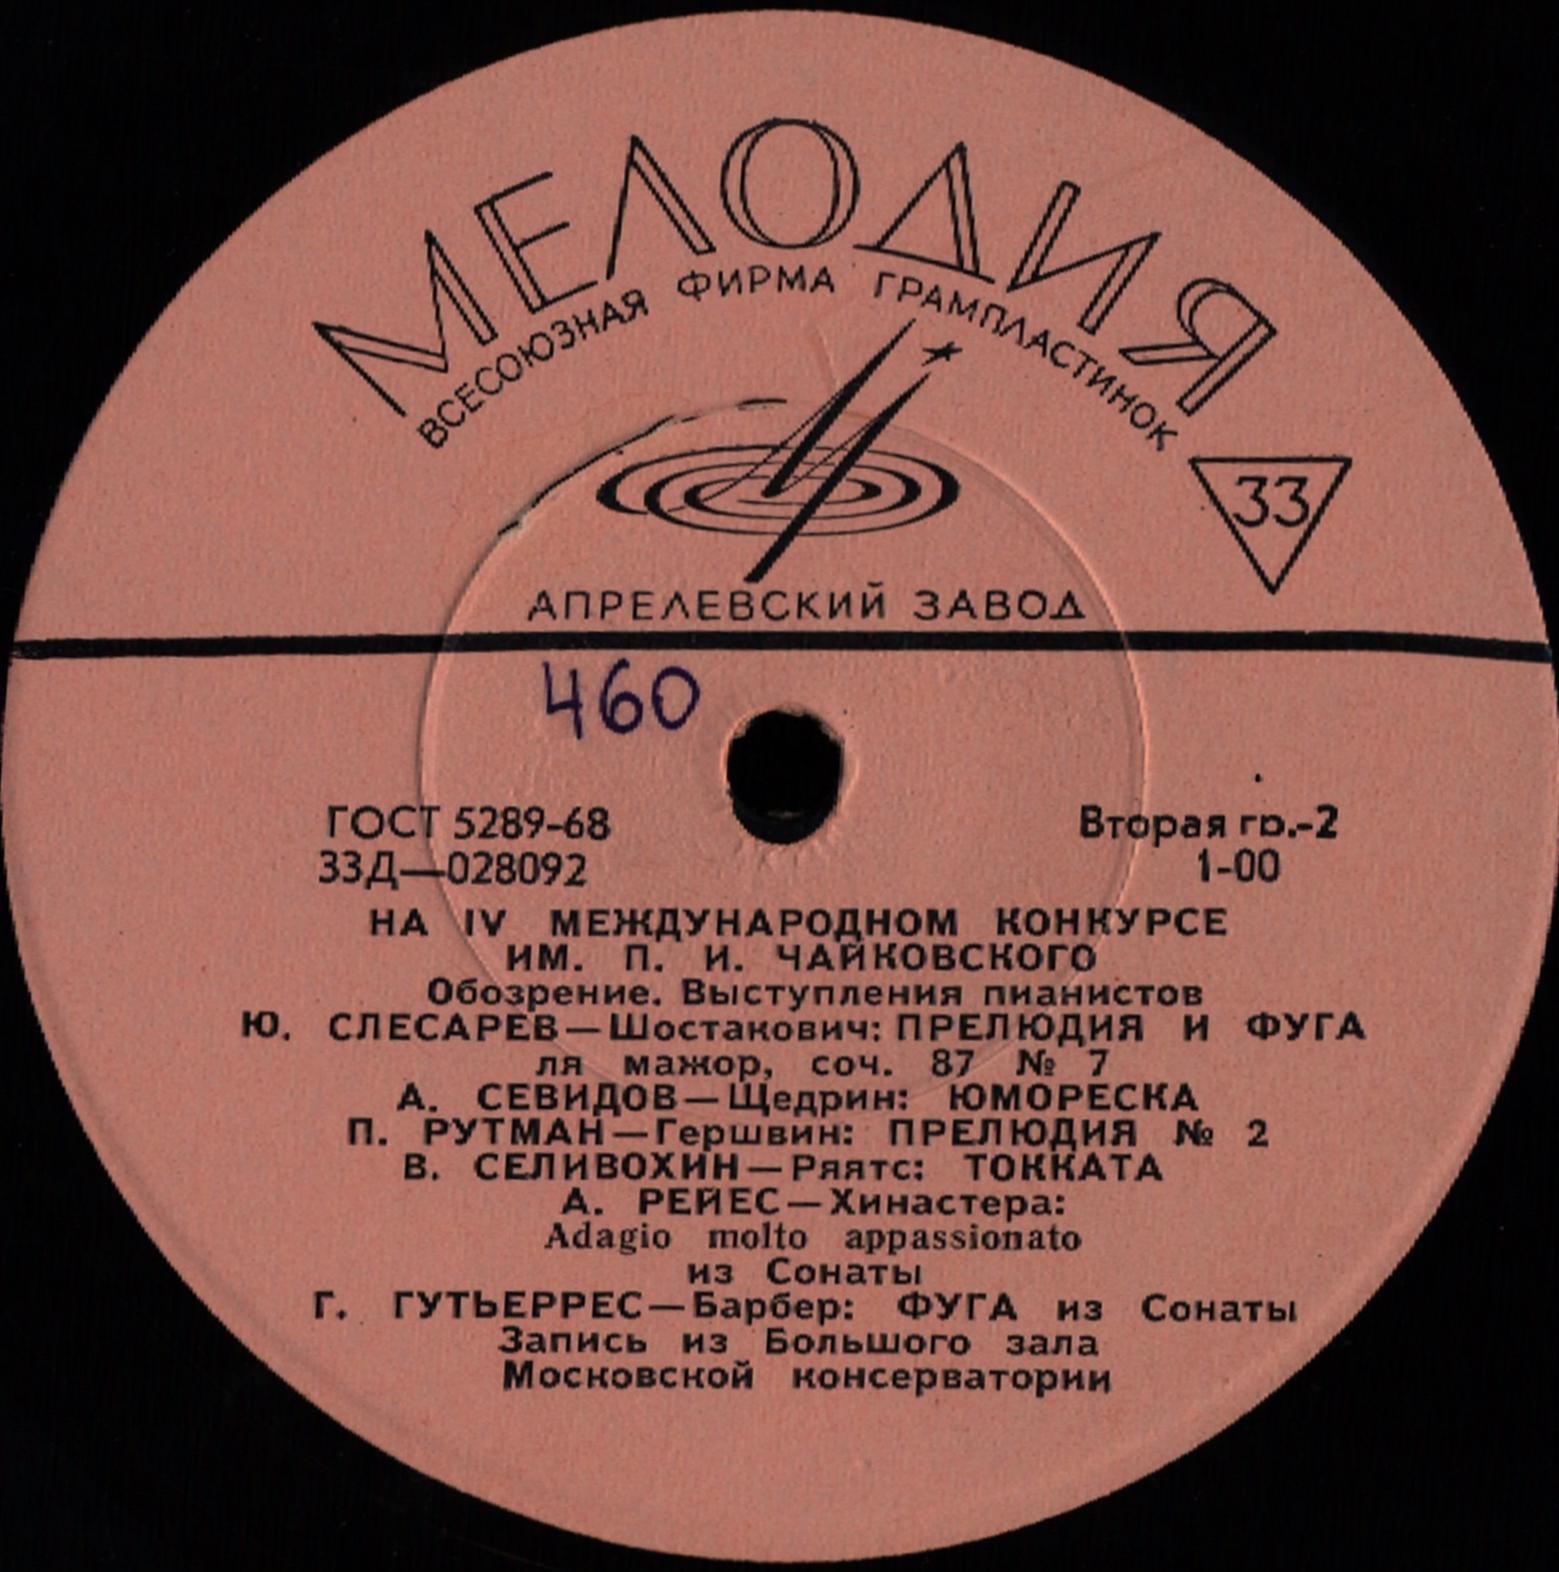 МЕЛОДИЯ
ВСЕСОЮЗНАЯ ФИРМА ГРАМПЛАСТИНОК
33
АПРЕЛЕВСКИЙ ЗАВОД
460
ГОСТ 5289-68 Вторая гр.-2
33Д—028092 1-00
НА IV МЕЖДУНАРОДНОМ КОНКУРСЕ
ИМ. П. И. ЧАЙКОВСКОГО
Обозрение. Выступления пианистов
Ю. СЛЕСАРЕВ—Шостакович: ПРЕЛЮДИЯ И ФУГА
ля мажор, соч. 87 № 7
А. СЕВИДОВ—Щедрин: ЮМОРЕСКА
П. РУТМАН—Гершвин: ПРЕЛЮДИЯ № 2
В. СЕЛИВОХИН—Ряятс: ТОККАТА
А. РЕЙЕС—Хинастера:
Adagio molto appassionato
из Сонаты
Г. ГУТЬЕРРЕС—Барбер: ФУГА из Сонаты
Запись из Большого зала
Московской консерватории